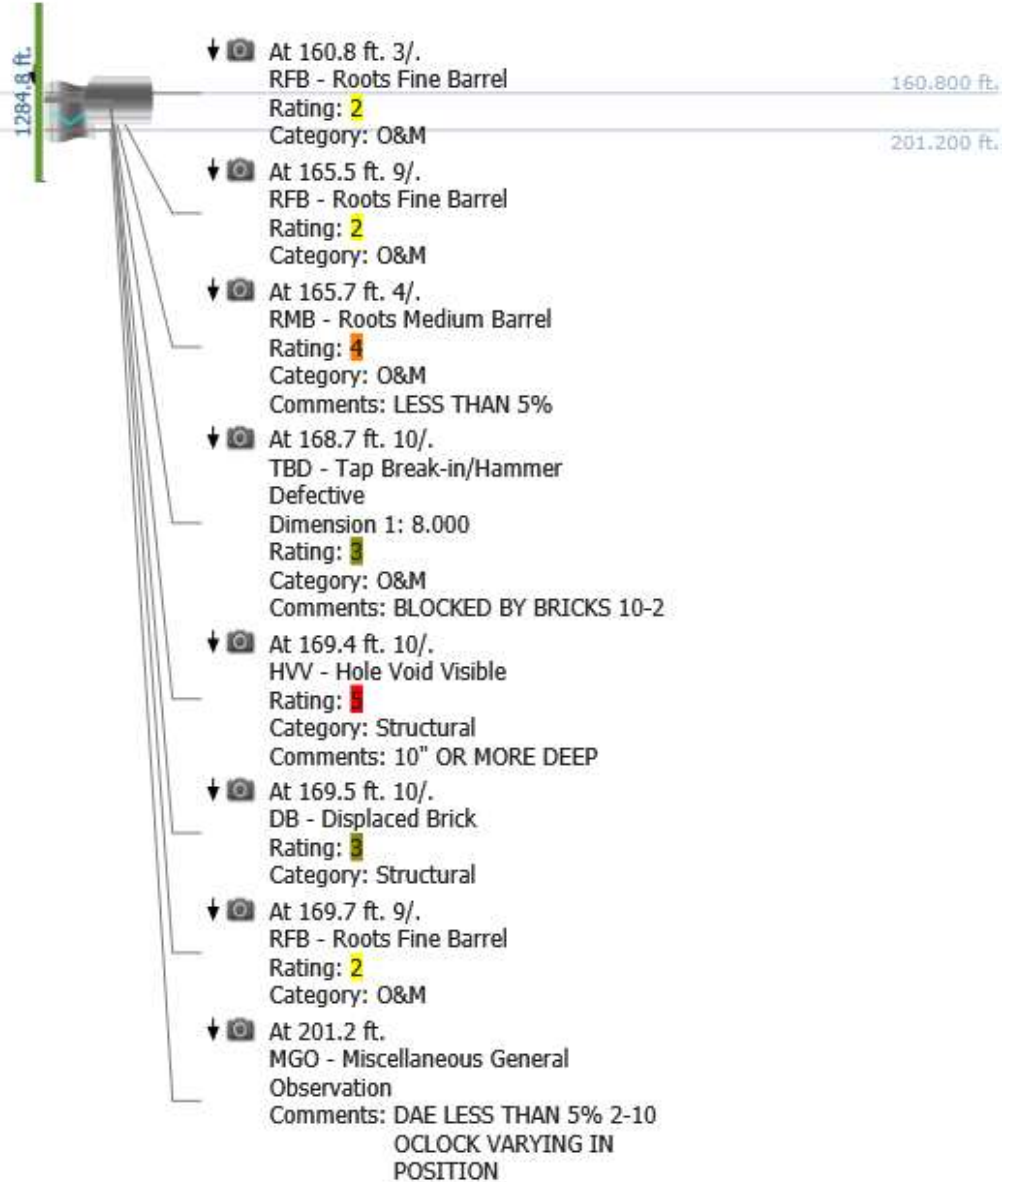 1284.8 ft.
At 160.8 ft. 3/.
RFB - Roots Fine Barrel
160.800 ft.
Rating: 2
Category: O&M
201.200 ft.
At 165.5 ft. 9/.
RFB - Roots Fine Barrel
Rating: 2
Category: O&M
At 165.7 ft. 4/.
RMB - Roots Medium Barrel
Rating: 4
Category: O&M
Comments: LESS THAN 5%
At 168.7 ft. 10/.
TBD - Tap Break-in/Hammer
Defective
Dimension 1: 8.000
Rating: 3
Category: O&M
Comments: BLOCKED BY BRICKS 10-2
At 169.4 ft. 10/.
HVV - Hole Void Visible
Rating: 5
Category: Structural
Comments: 10" OR MORE DEEP
At 169.5 ft. 10/.
DB - Displaced Brick
Rating: 3
Category: Structural
At 169.7 ft. 9/.
RFB - Roots Fine Barrel
Rating: 2
Category: O&M
At 201.2 ft.
MGO - Miscellaneous General
Observation
Comments: DAE LESS THAN 5% 2-10
OCLOCK VARYING IN
POSITION